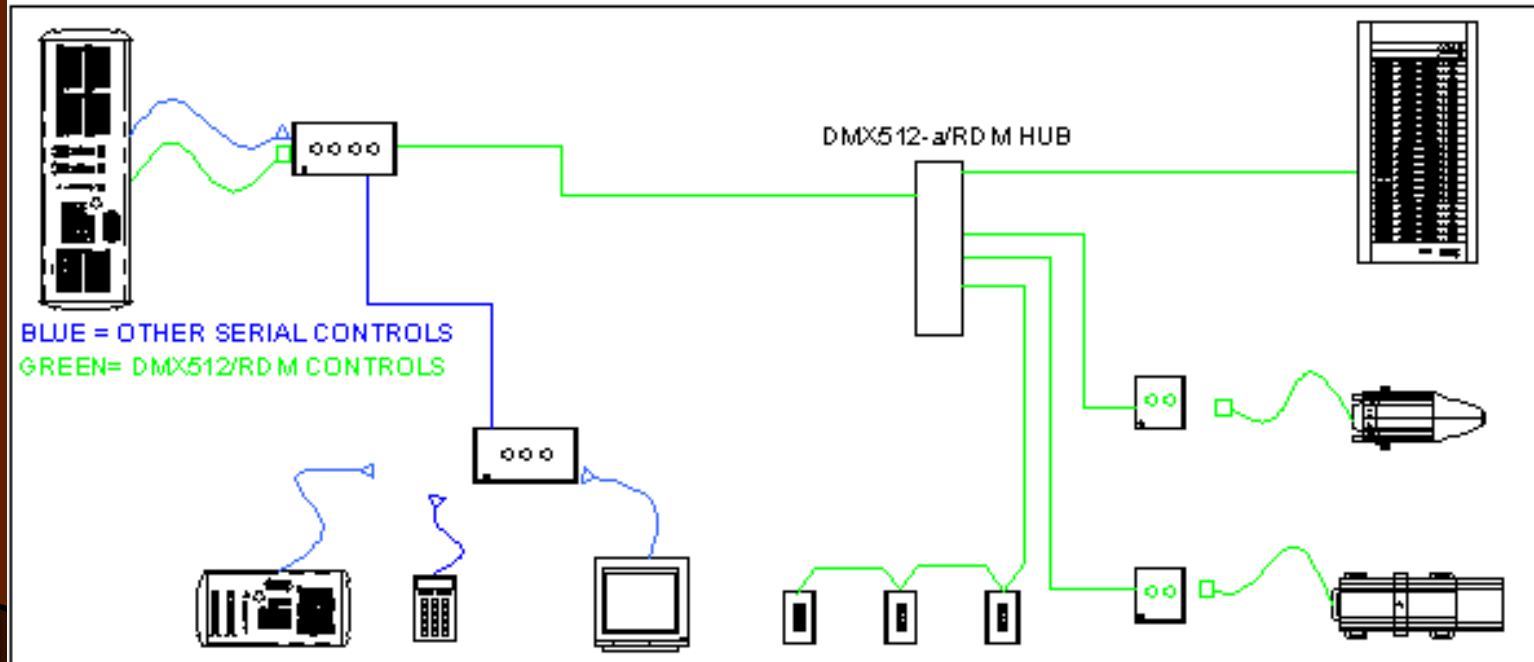 DMX512-a/RDM HUB
BLUE = OTHER SERIAL CONTROLS
GREEN= DMX512/RDM CONTROLS